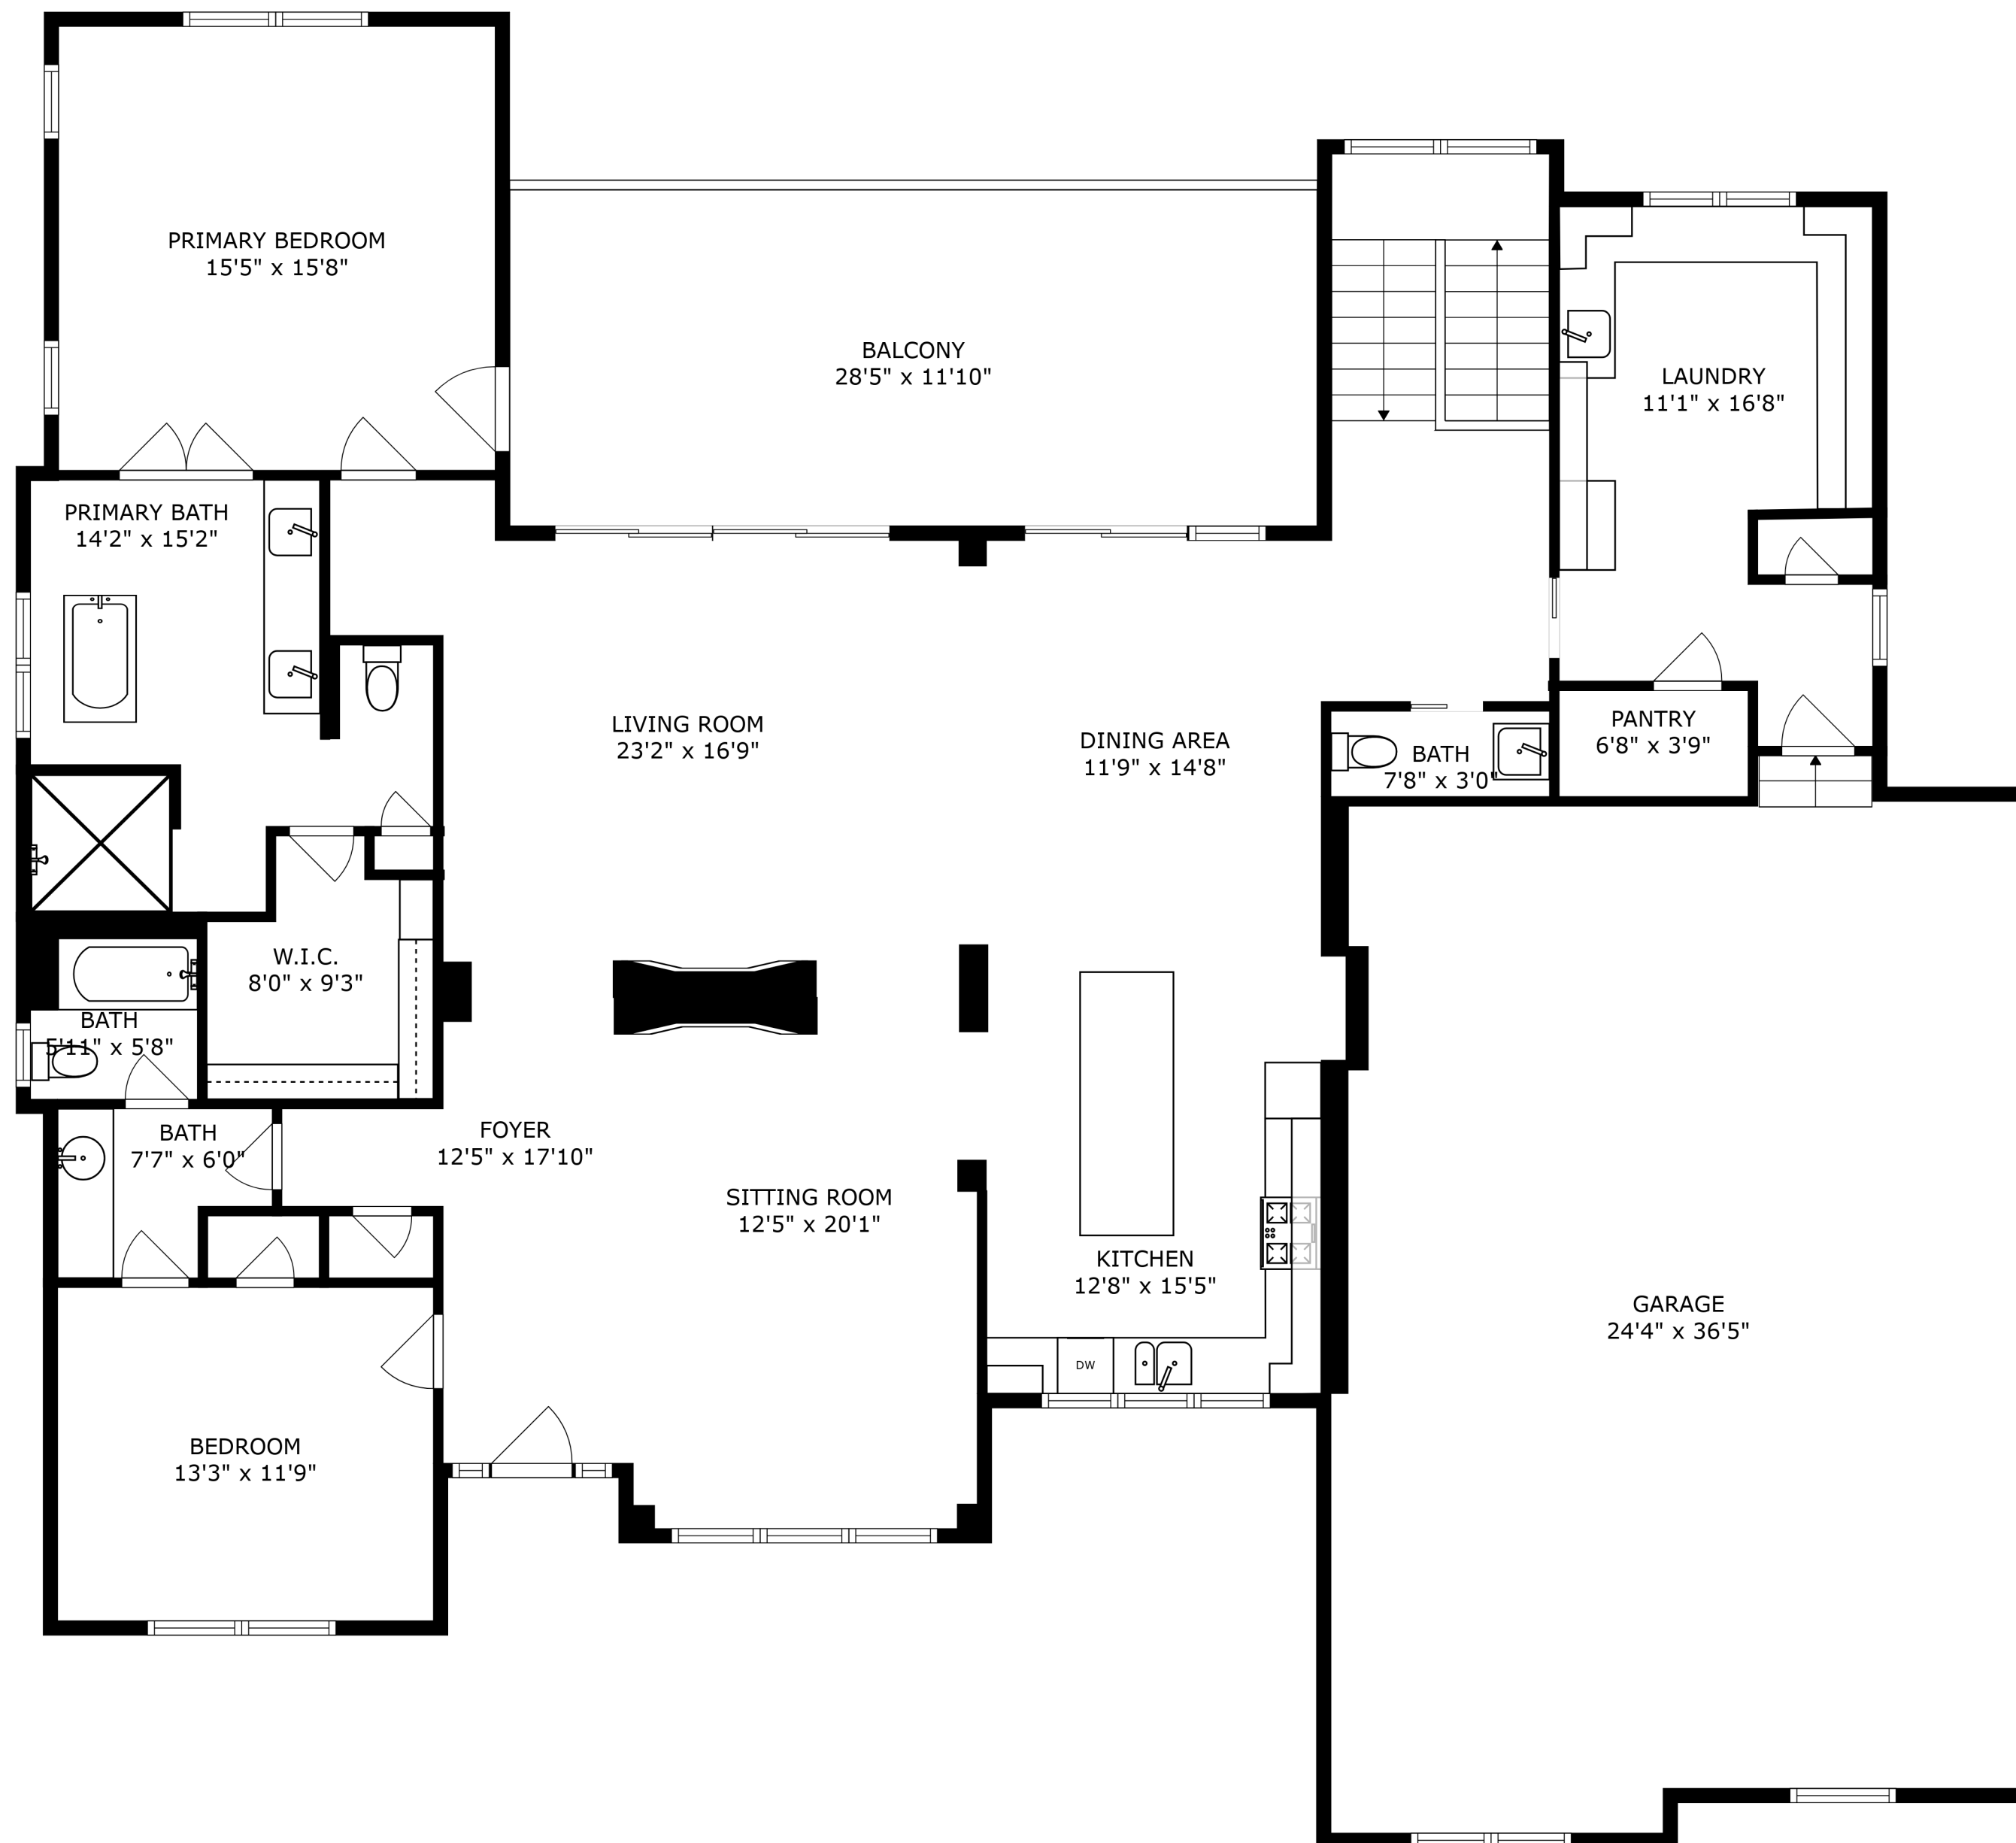 PRIMARY BEDROOM
15'5" x 15'8"
BALCONY
28'5" x 11'10"
LAUNDRY
11'1" x 16'8"
PRIMARY BATH
14'2" x 15'2"
LIVING ROOM
23'2" x 16'9"
DINING AREA
11'9" x 14'8"
BATH
7'8" x 3'0"
PANTRY
6'8" x 3'9"
W.I.C.
8'0" x 9'3"
BATH
5'11" x 5'8"
BATH
7'7" x 6'0"
FOYER
12'5" x 17'10"
SITTING ROOM
12'5" x 20'1"
KITCHEN
12'8" x 15'5"
DW
GARAGE
24'4" x 36'5"
BEDROOM
13'3" x 11'9"